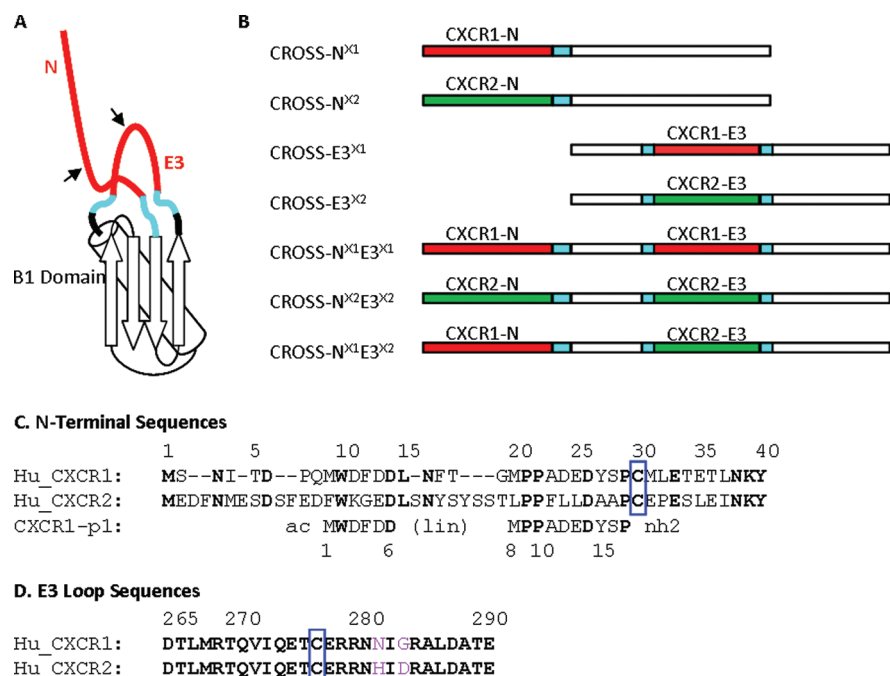 A
B
N
E3
B1 Domain
CXCR1-N
CROSS-N^X1
CXCR2-N
CROSS-N^X2
CXCR1-E3
CROSS-E3^X1
CXCR2-E3
CROSS-E3^X2
CXCR1-N CXCR1-E3
CROSS-N^X1E3^X1
CXCR2-N CXCR2-E3
CROSS-N^X2E3^X2
CXCR1-N CXCR2-E3
CROSS-N^X1E3^X2
C. N-Terminal Sequences
1 5 10 15 20 25 30 35 40
Hu_CXCR1: MS--NI-TD--PQMWDFDDL-NFT---GMPPADEDYSPCMLETETLNKY
Hu_CXCR2: MEDFNMESDSFEDFWKGEDLSNYSYSSTLPPFLLDAAPCEPESLEINKY
CXCR1-p1: ac MWDFDD (lin) MPPADEDYSP nh2
1 6 8 10 15
D. E3 Loop Sequences
265 270 280 290
Hu_CXCR1: DTLMRTQVIQETCERRNNIGRALDATE
Hu_CXCR2: DTLMRTQVIQETCERRNHIDRALDATE